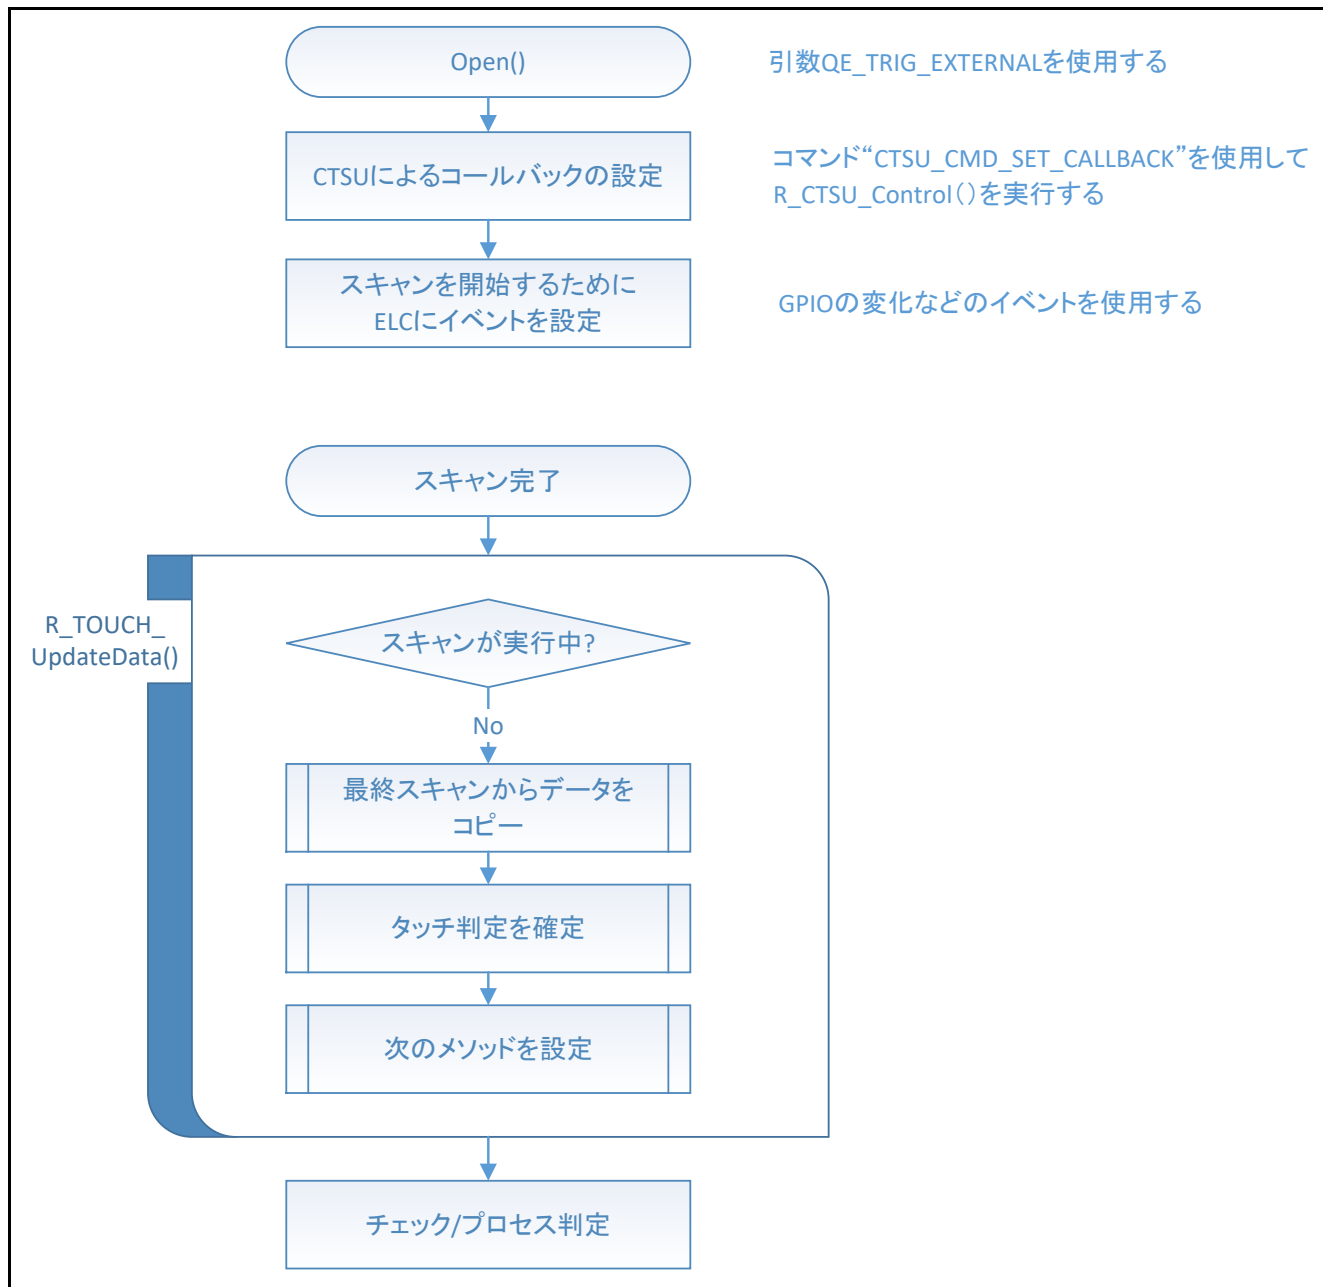 Open()
引数QE_TRIG_EXTERNALを使用する
CTSUによるコールバックの設定
コマンド“CTSU_CMD_SET_CALLBACK”を使用して
R_CTSU_Control（）を実行する
スキャンを開始するために
ELCにイベントを設定
GPIOの変化などのイベントを使用する
スキャン完了
R_TOUCH_
UpdateData()
スキャンが実行中?
No
最終スキャンからデータを
コピー
タッチ判定を確定
次のメソッドを設定
チェック/プロセス判定